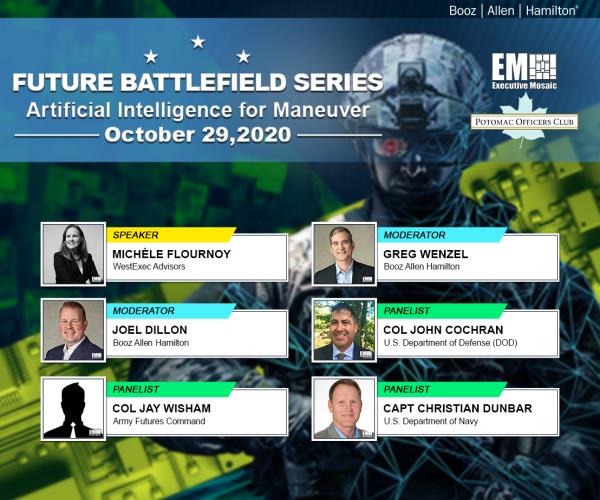 Booz | Allen | Hamilton®
FUTURE BATTLEFIELD SERIES
Artificial Intelligence for Maneuver
October 29,2020
EM
Executive Mosaic
POTOMAC OFFICERS CLUB
SPEAKER
MICHÈLE FLOURNOY
WestExec Advisors
MODERATOR
GREG WENZEL
Booz Allen Hamilton
MODERATOR
JOEL DILLON
Booz Allen Hamilton
PANELIST
COL JOHN COCHRAN
U.S. Department of Defense (DOD)
PANELIST
COL JAY WISHAM
Army Futures Command
PANELIST
CAPT CHRISTIAN DUNBAR
U.S. Department of Navy